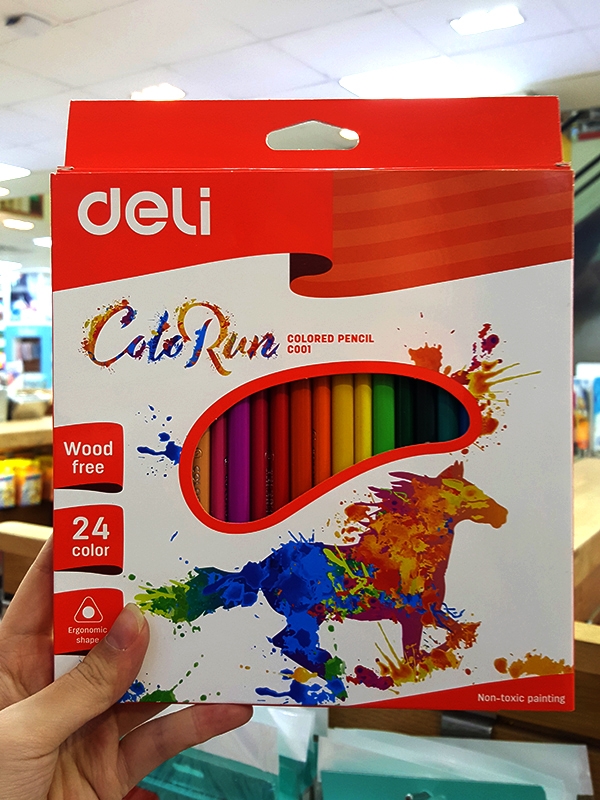 deli
ColoRun
COLORED PENCIL
C001
Wood
free
24
color
Ergonomic
shape
Non-toxic painting